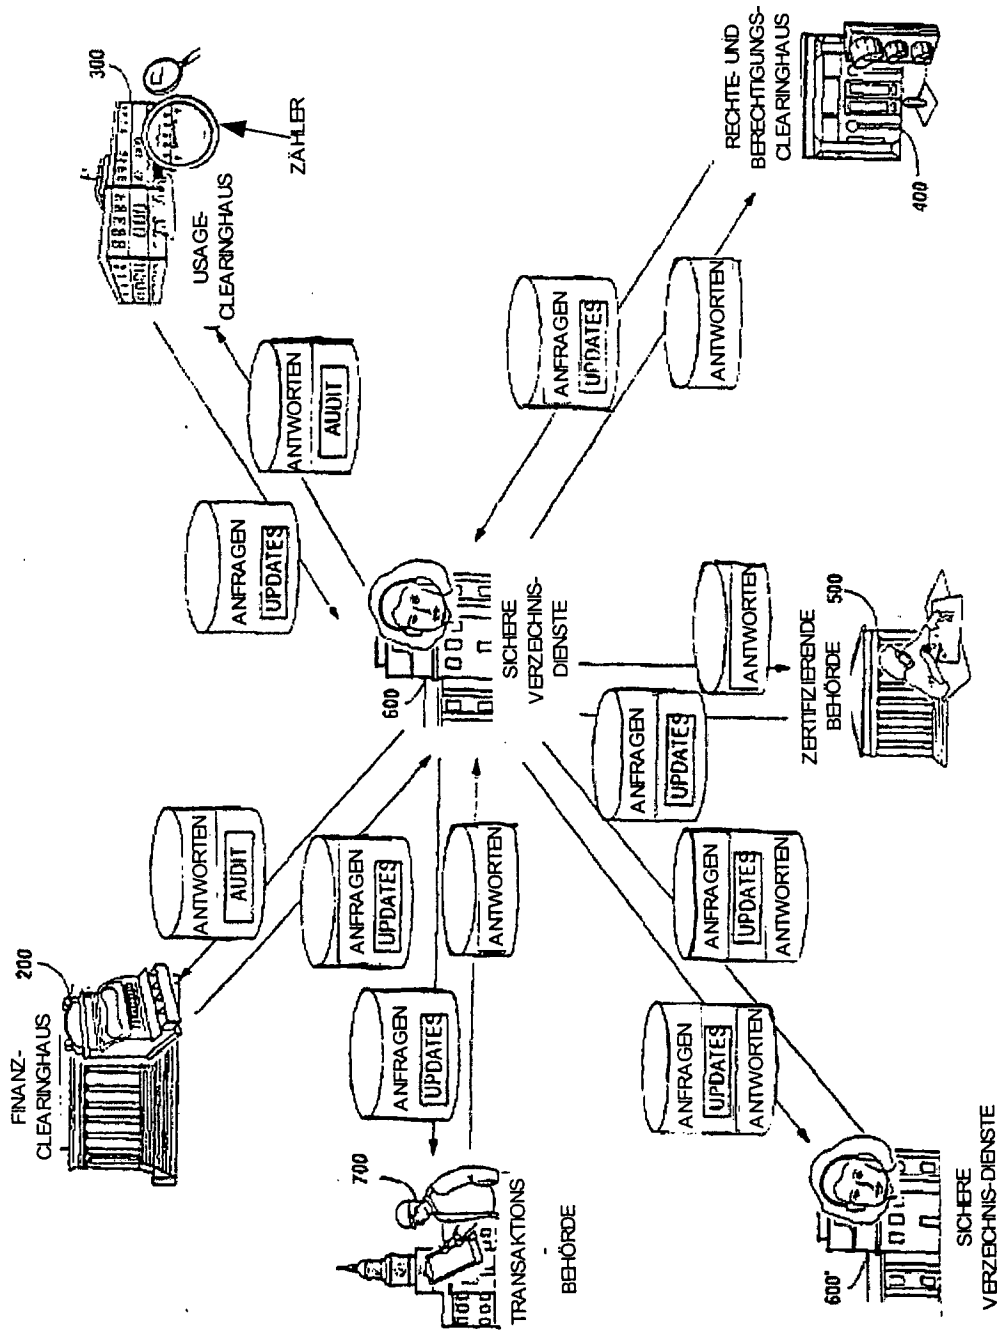 FINANZ-
CLEARINGHAUS
200
ANTWORTEN
AUDIT
ANFRAGEN
UPDATES
ANFRAGEN
UPDATES
300
ZÄHLER
USAGE-
CLEARINGHAUS
ANTWORTEN
AUDIT
TRANSAKTIONS
-
BEHÖRDE
700
ANFRAGEN
UPDATES
ANTWORTEN
600
SICHERE
VERZEICHNIS-
DIENSTE
ANFRAGEN
UPDATES
ANTWORTEN
RECHTE- UND
BERECHTIGUNGS-
CLEARINGHAUS
400
ANFRAGEN
UPDATES
ANTWORTEN
ANFRAGEN
UPDATES
ANTWORTEN
ANFRAGEN
UPDATES
ANTWORTEN
ZERTIFIZIERENDE
BEHÖRDE
500
600'
SICHERE
VERZEICHNIS-DIENSTE